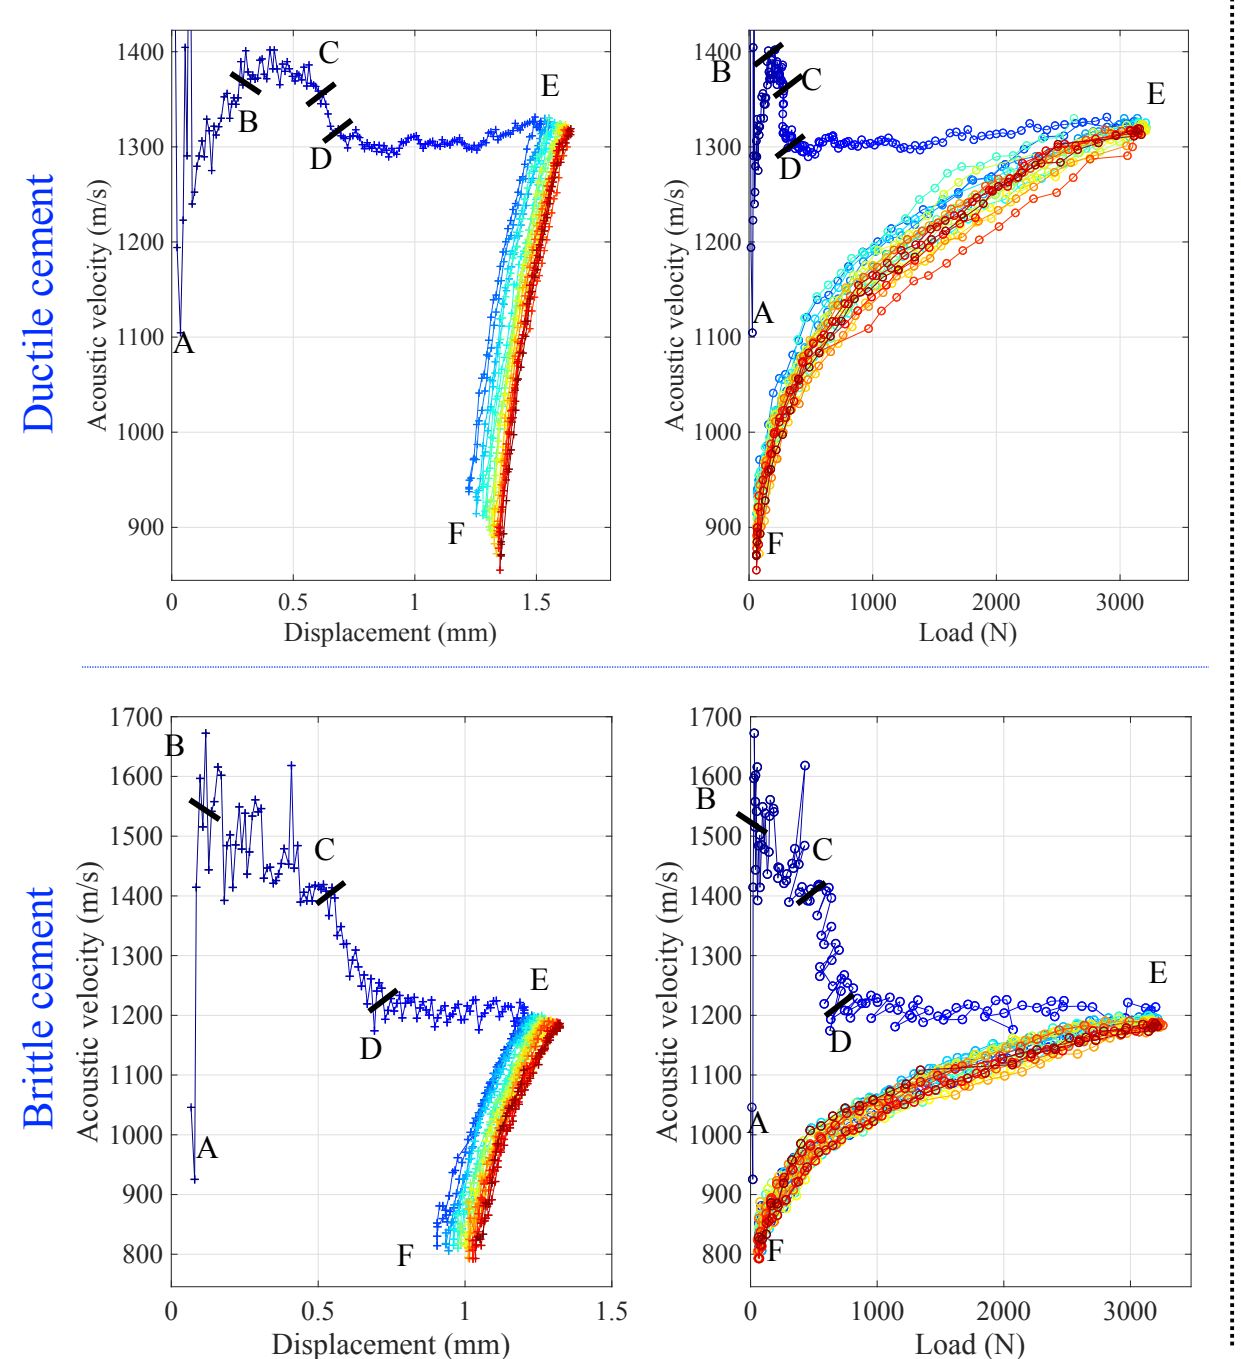 Ductile cement
Acoustic velocity (m/s)
1400
1300
1200
1100
1000
900
0
0.5
1
1.5
Displacement (mm)
A
B
C
D
E
F
Acoustic velocity (m/s)
1400
1300
1200
1100
1000
900
0
1000
2000
3000
Load (N)
A
B
C
D
E
F
Brittle cement
Acoustic velocity (m/s)
1700
1600
1500
1400
1300
1200
1100
1000
900
800
0
0.5
1
1.5
Displacement (mm)
A
B
C
D
E
F
Acoustic velocity (m/s)
1700
1600
1500
1400
1300
1200
1100
1000
900
800
0
1000
2000
3000
Load (N)
A
B
C
D
E
F